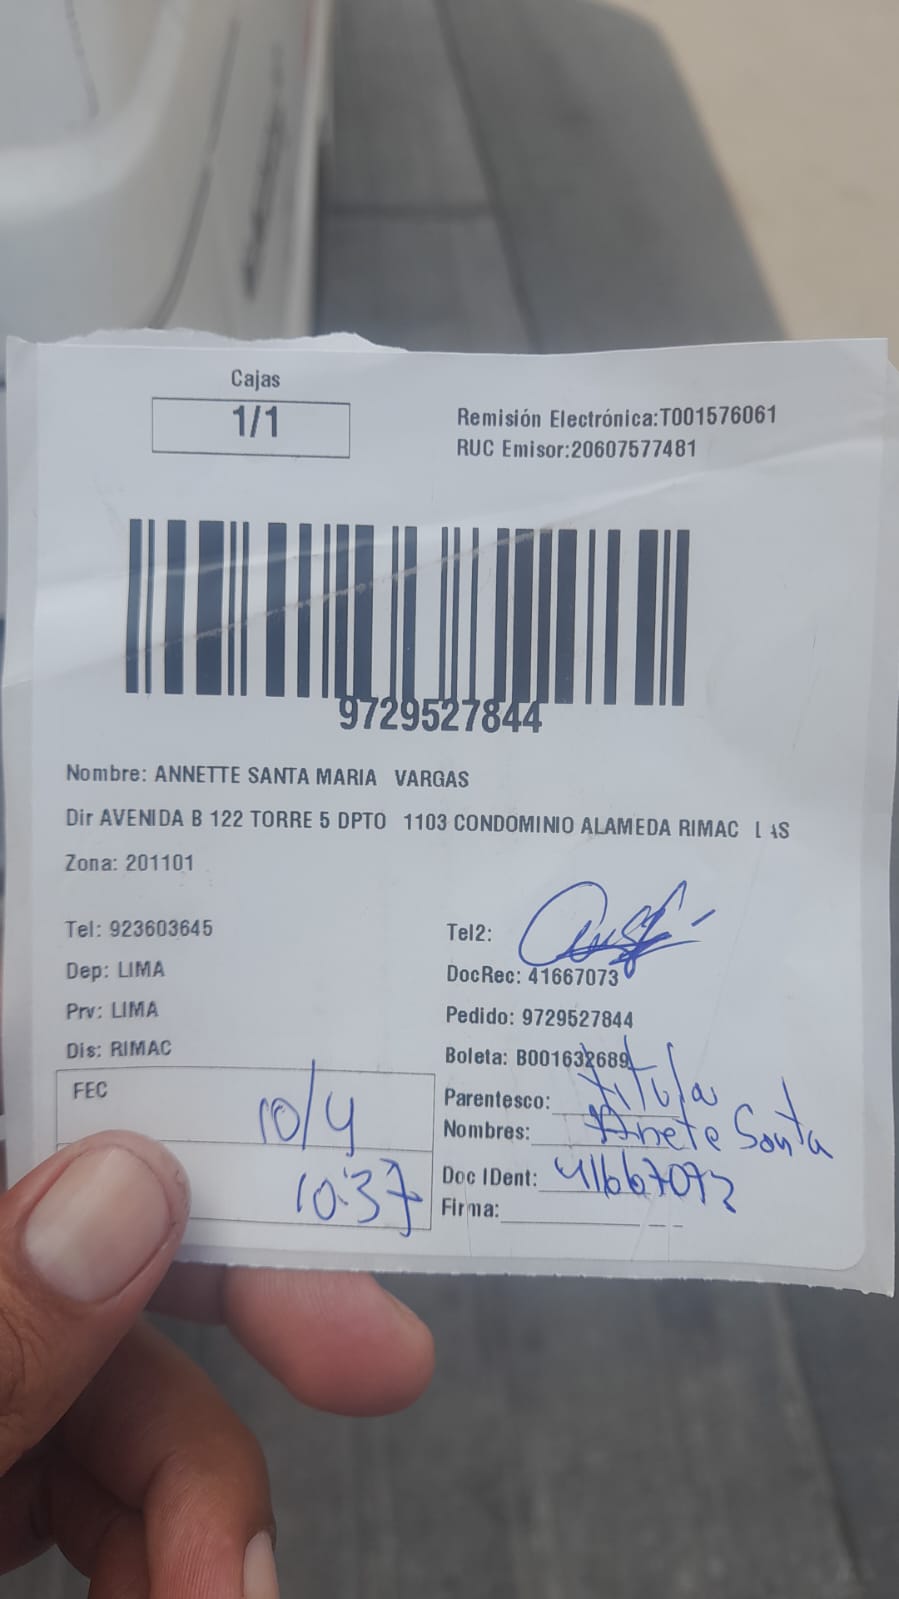 Cajas
1/1
Remisión Electrónica:T001576061
RUC Emisor:20607577481
9729527844
Nombre: ANNETTE SANTA MARIA VARGAS
Dir AVENIDA B 122 TORRE 5 DPTO 1103 CONDOMINIO ALAMEDA RIMAC
Zona: 201101
Tel: 923603645
Tel2:
Dep: LIMA
DocRec: 41667073
Prv: LIMA
Pedido: 9729527844
Dis: RIMAC
Boleta: B001632689
FEC 10/4
10:37
Parentesco: titular
Nombres: Anete Santa
Doc IDent: 41667073
Firma: